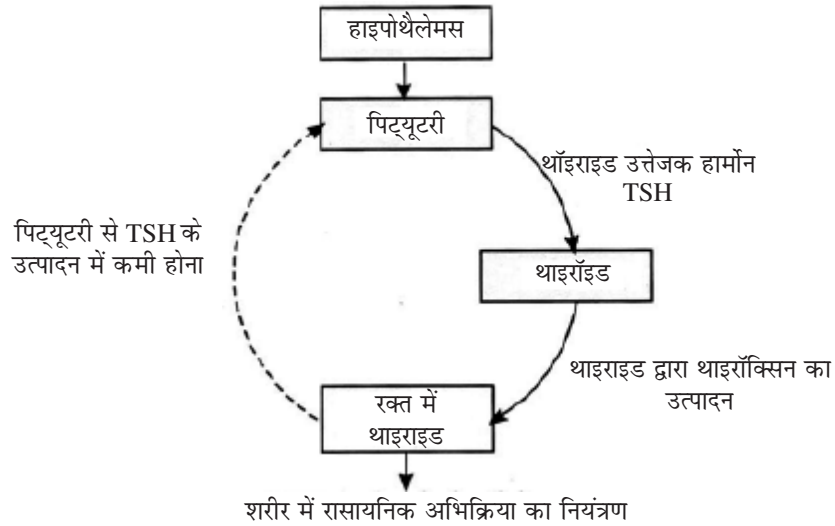 हाइपोथैलेमस
पिट्यूटरी
थॉइराइड उत्तेजक हार्मोन
TSH
पिट्यूटरी से TSH के
उत्पादन में कमी होना
थाइरॉइड
थाइराइड द्वारा थाइरॉक्सिन का
उत्पादन
रक्त में
थाइराइड
शरीर में रासायनिक अभिक्रिया का नियंत्रण